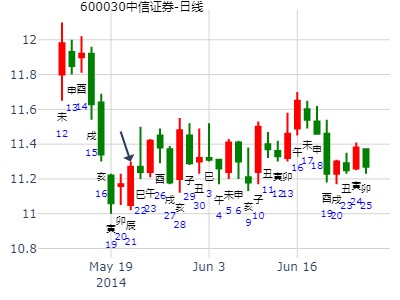 600030中信证券-日线
12
11.8
11.6
11.4
11.2
11
10.8
未
12
申
13
酉
14
戌
15
亥
16
寅
19
卯
20
辰
21
巳
22
午
23
酉
26
戌
27
亥
28
子
29
丑
30
巳
3
午
4
未
5
申
6
亥
9
子
10
丑
11
寅
12
卯
13
午
16
未
17
申
18
酉
19
戌
20
丑
23
寅
24
卯
25
May 19
2014
Jun 3
Jun 16